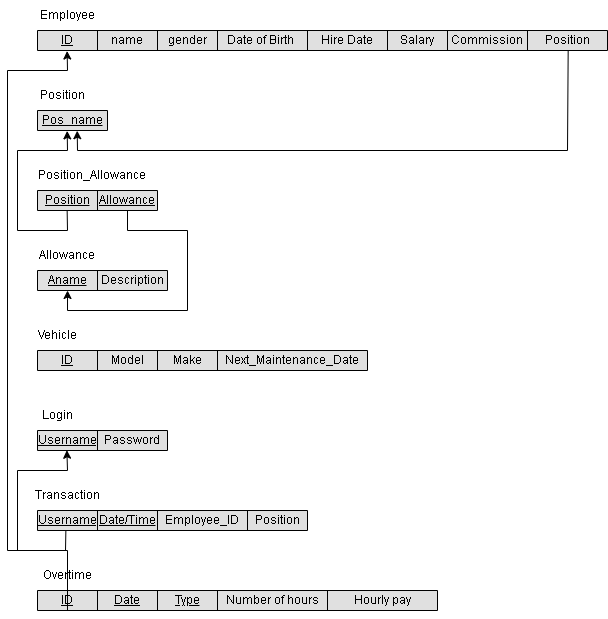 Employee
ID name gender Date of Birth Hire Date Salary Commission Position
Position
Pos_name
Position_Allowance
Position Allowance
Allowance
Aname Description
Vehicle
ID Model Make Next_Maintenance_Date
Login
Username Password
Transaction
Username Date/Time Employee_ID Position
Overtime
ID Date Type Number of hours Hourly pay